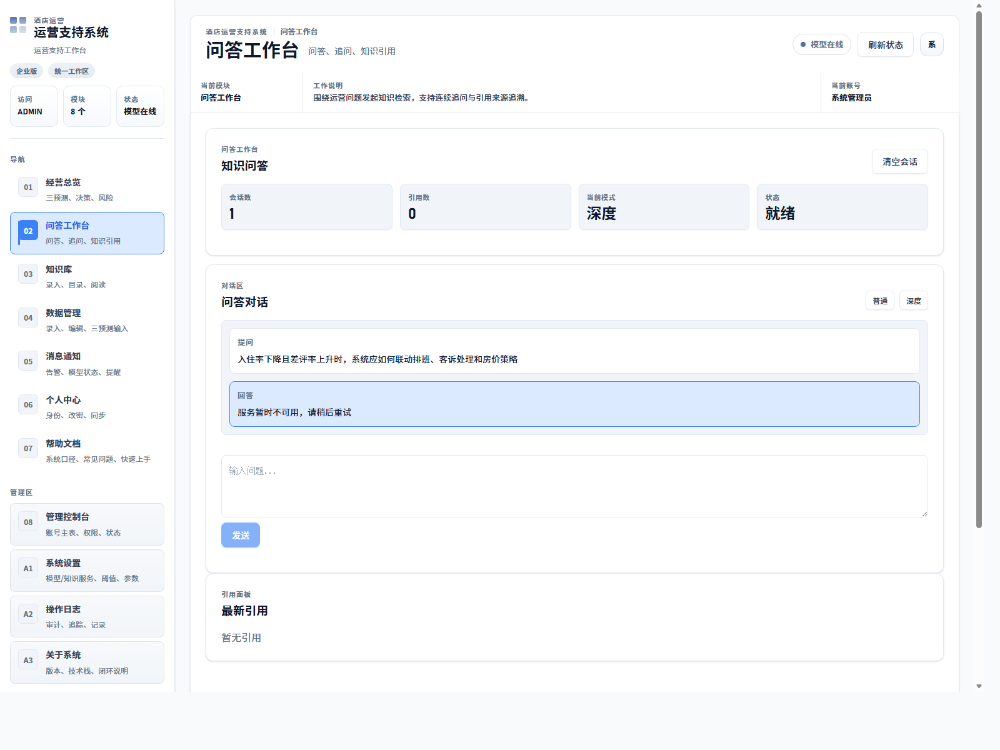 酒店运营
运营支持系统
运营支持工作台
企业版
统一工作区
访问
ADMIN
模块
8 个
状态
模型在线
导航
01
经营总览
三预测、决策、风险
02
问答工作台
问答、追问、知识引用
03
知识库
录入、目录、阅读
04
数据管理
录入、编辑、三预测输入
05
消息通知
告警、模型状态、提醒
06
个人中心
身份、改密、同步
07
帮助文档
系统口径、常见问题、快速上手
管理区
08
管理控制台
账号主表、权限、状态
A1
系统设置
模型/知识服务、阈值、参数
A2
操作日志
审计、追踪、记录
A3
关于系统
版本、技术栈、闭环说明
酒店运营支持系统
问答工作台
问答工作台
问答、追问、知识引用
模型在线
刷新状态
系
当前模块
问答工作台
工作说明
围绕运营问题发起知识检索，支持连续追问与引用来源追溯。
当前账号
系统管理员
问答工作台
知识问答
清空会话
会话数
1
引用数
0
当前模式
深度
状态
就绪
对话区
问答对话
普通
深度
提问
入住率下降且差评率上升时，系统应如何联动排班、客诉处理和房价策略
回答
服务暂时不可用，请稍后重试
输入问题...
发送
引用面板
最新引用
暂无引用